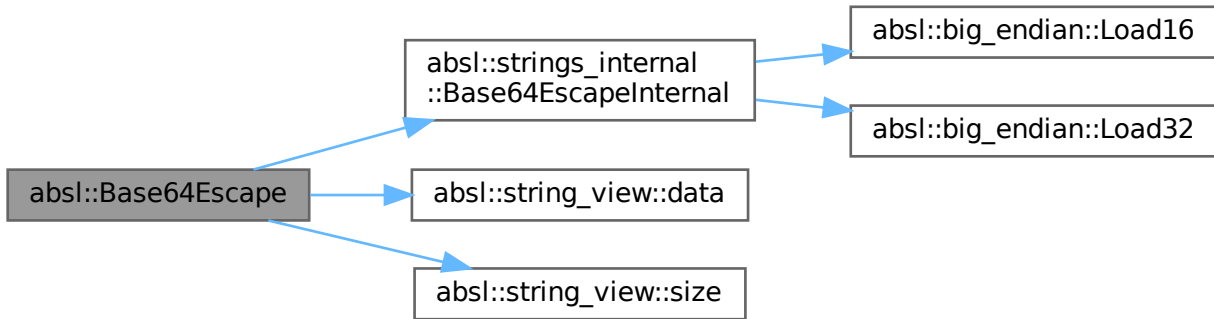 absl::big_endian::Load16
absl::strings_internal
::Base64EscapeInternal
absl::big_endian::Load32
absl::Base64Escape
absl::string_view::data
absl::string_view::size